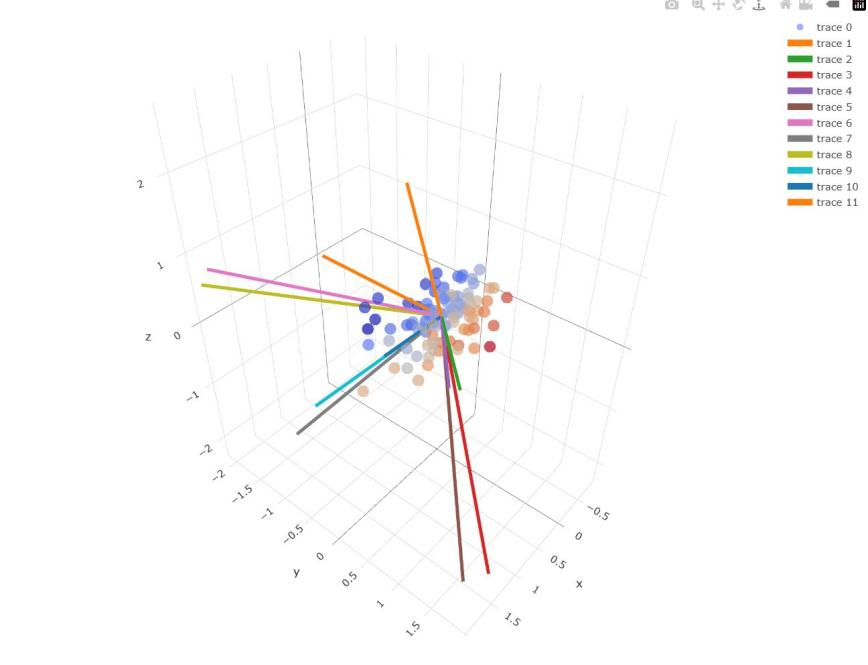 trace 0
trace 1
trace 2
trace 3
trace 4
trace 5
trace 6
trace 7
trace 8
trace 9
trace 10
trace 11
2
1
z
0
−1
−2
−2
−1.5
−1
−0.5
y
0
0.5
1
1.5
−0.5
0
0.5
x
1
1.5